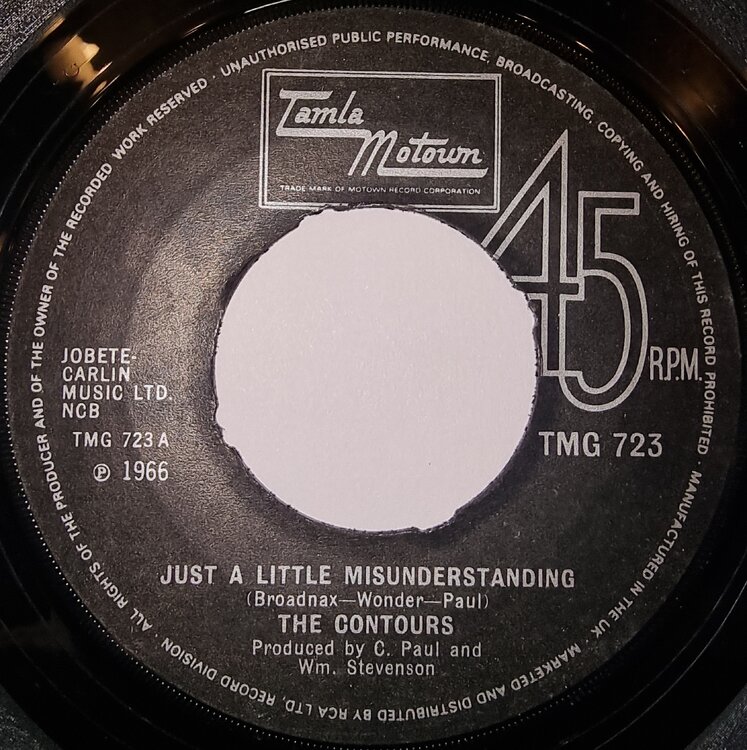 ALL RIGHTS OF THE PRODUCER AND OF THE OWNER OF THE RECORDED WORK RESERVED · UNAUTHORISED PUBLIC PERFORMANCE, BROADCASTING, COPYING AND HIRING OF THIS RECORD PROHIBITED · MANUFACTURED IN THE UK · MARKETED AND DISTRIBUTED BY RCA LTD, RECORD DIVISION ·
Tamla
Motown
TRADE MARK OF MOTOWN RECORD CORPORATION
45
R.P.M.
JOBETE-
CARLIN
MUSIC LTD.
NCB
TMG 723 A
℗ 1966
TMG 723
JUST A LITTLE MISUNDERSTANDING
(Broadnax—Wonder—Paul)
THE CONTOURS
Produced by C. Paul and
Wm. Stevenson